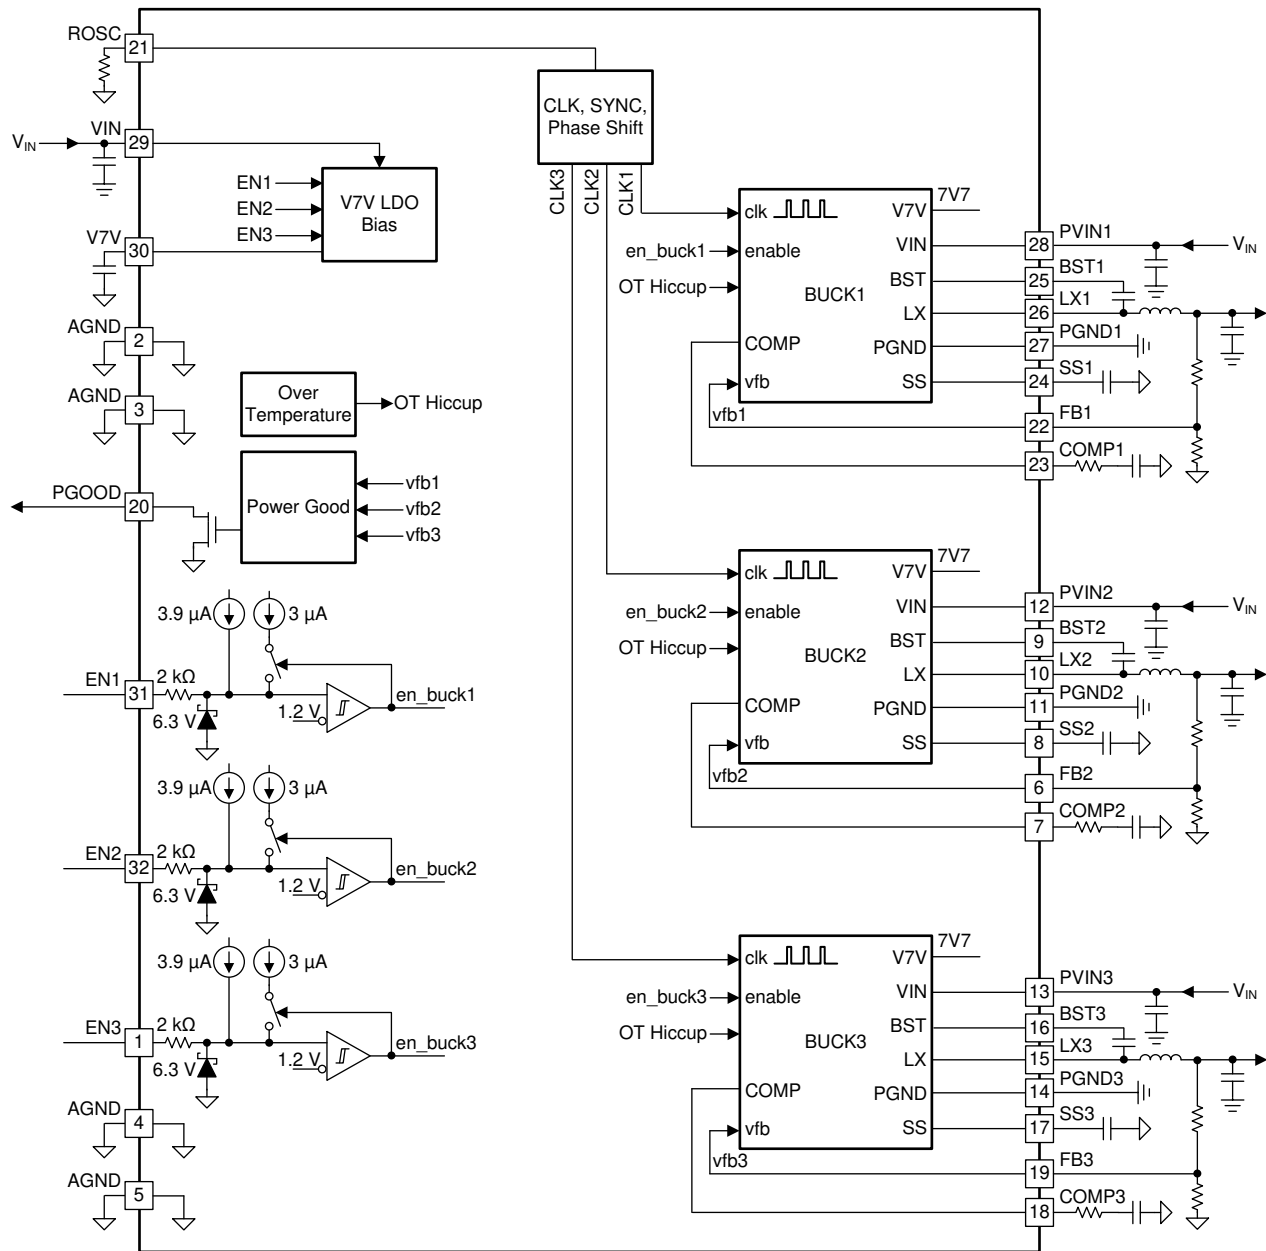 ROSC
21
CLK, SYNC,
Phase Shift
VIN
29
V_IN
EN1
EN2
EN3
V7V LDO
Bias
V7V
30
CLK3
CLK2
CLK1
AGND
2
AGND
3
Over
Temperature
OT Hiccup
PGOOD
20
Power Good
vfb1
vfb2
vfb3
3.9 µA
3 µA
EN1
31
2 kΩ
6.3 V
1.2 V
en_buck1
3.9 µA
3 µA
EN2
32
2 kΩ
6.3 V
1.2 V
en_buck2
3.9 µA
3 µA
EN3
1
2 kΩ
6.3 V
1.2 V
en_buck3
AGND
4
AGND
5
clk
V7V
7V7
en_buck1
enable
VIN
28
PVIN1
V_IN
OT Hiccup
BUCK1
BST
25
BST1
LX
26
LX1
COMP
PGND
27
PGND1
vfb
SS
24
SS1
vfb1
22
FB1
23
COMP1
clk
V7V
7V7
en_buck2
enable
VIN
12
PVIN2
V_IN
OT Hiccup
BUCK2
BST
9
BST2
LX
10
LX2
COMP
PGND
11
PGND2
vfb
SS
8
SS2
vfb2
6
FB2
7
COMP2
clk
V7V
7V7
en_buck3
enable
VIN
13
PVIN3
V_IN
OT Hiccup
BUCK3
BST
16
BST3
LX
15
LX3
COMP
PGND
14
PGND3
vfb
SS
17
SS3
vfb3
19
FB3
18
COMP3